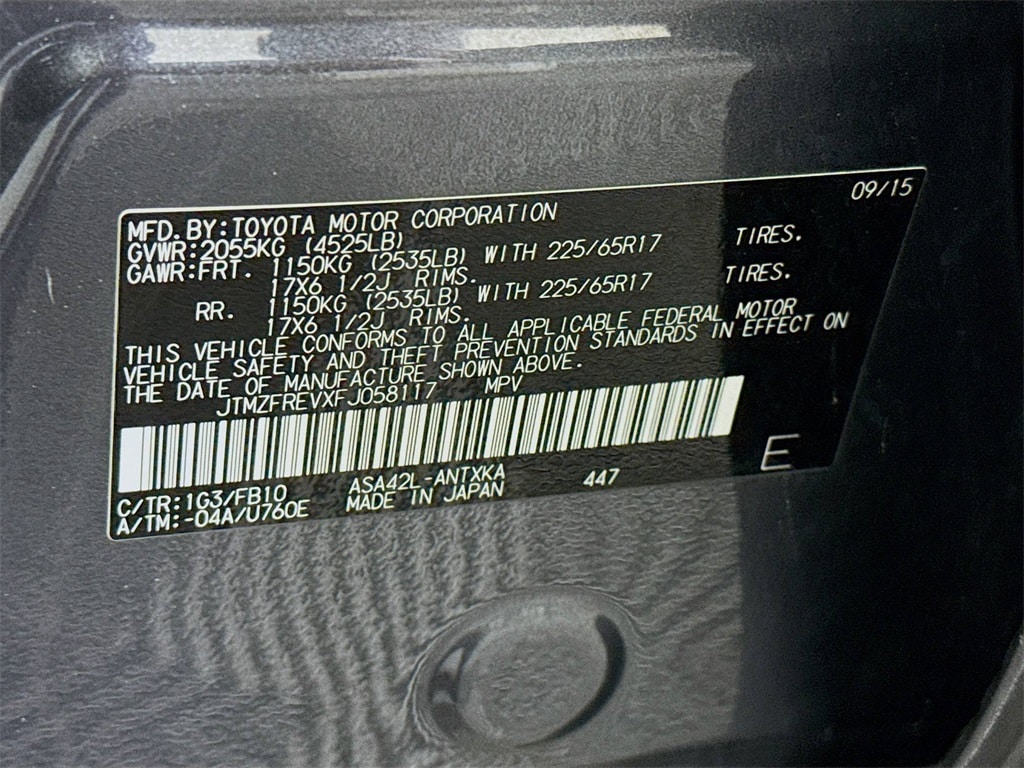 09/15
MFD.BY:TOYOTA MOTOR CORPORATION
GVWR:2055KG (4525LB)
GAWR:FRT. 1150KG (2535LB) WITH 225/65R17 TIRES.
17X6 1/2J RIMS.
RR. 1150KG (2535LB) WITH 225/65R17 TIRES.
17X6 1/2J RIMS.
THIS VEHICLE CONFORMS TO ALL APPLICABLE FEDERAL MOTOR
VEHICLE SAFETY AND THEFT PREVENTION STANDARDS IN EFFECT ON
THE DATE OF MANUFACTURE SHOWN ABOVE.
JTMZFREVXFJ058117 MPV
C/TR:1G3/FB10 ASA42L-ANTXKA 447 E
A/TM:-04A/U760E MADE IN JAPAN